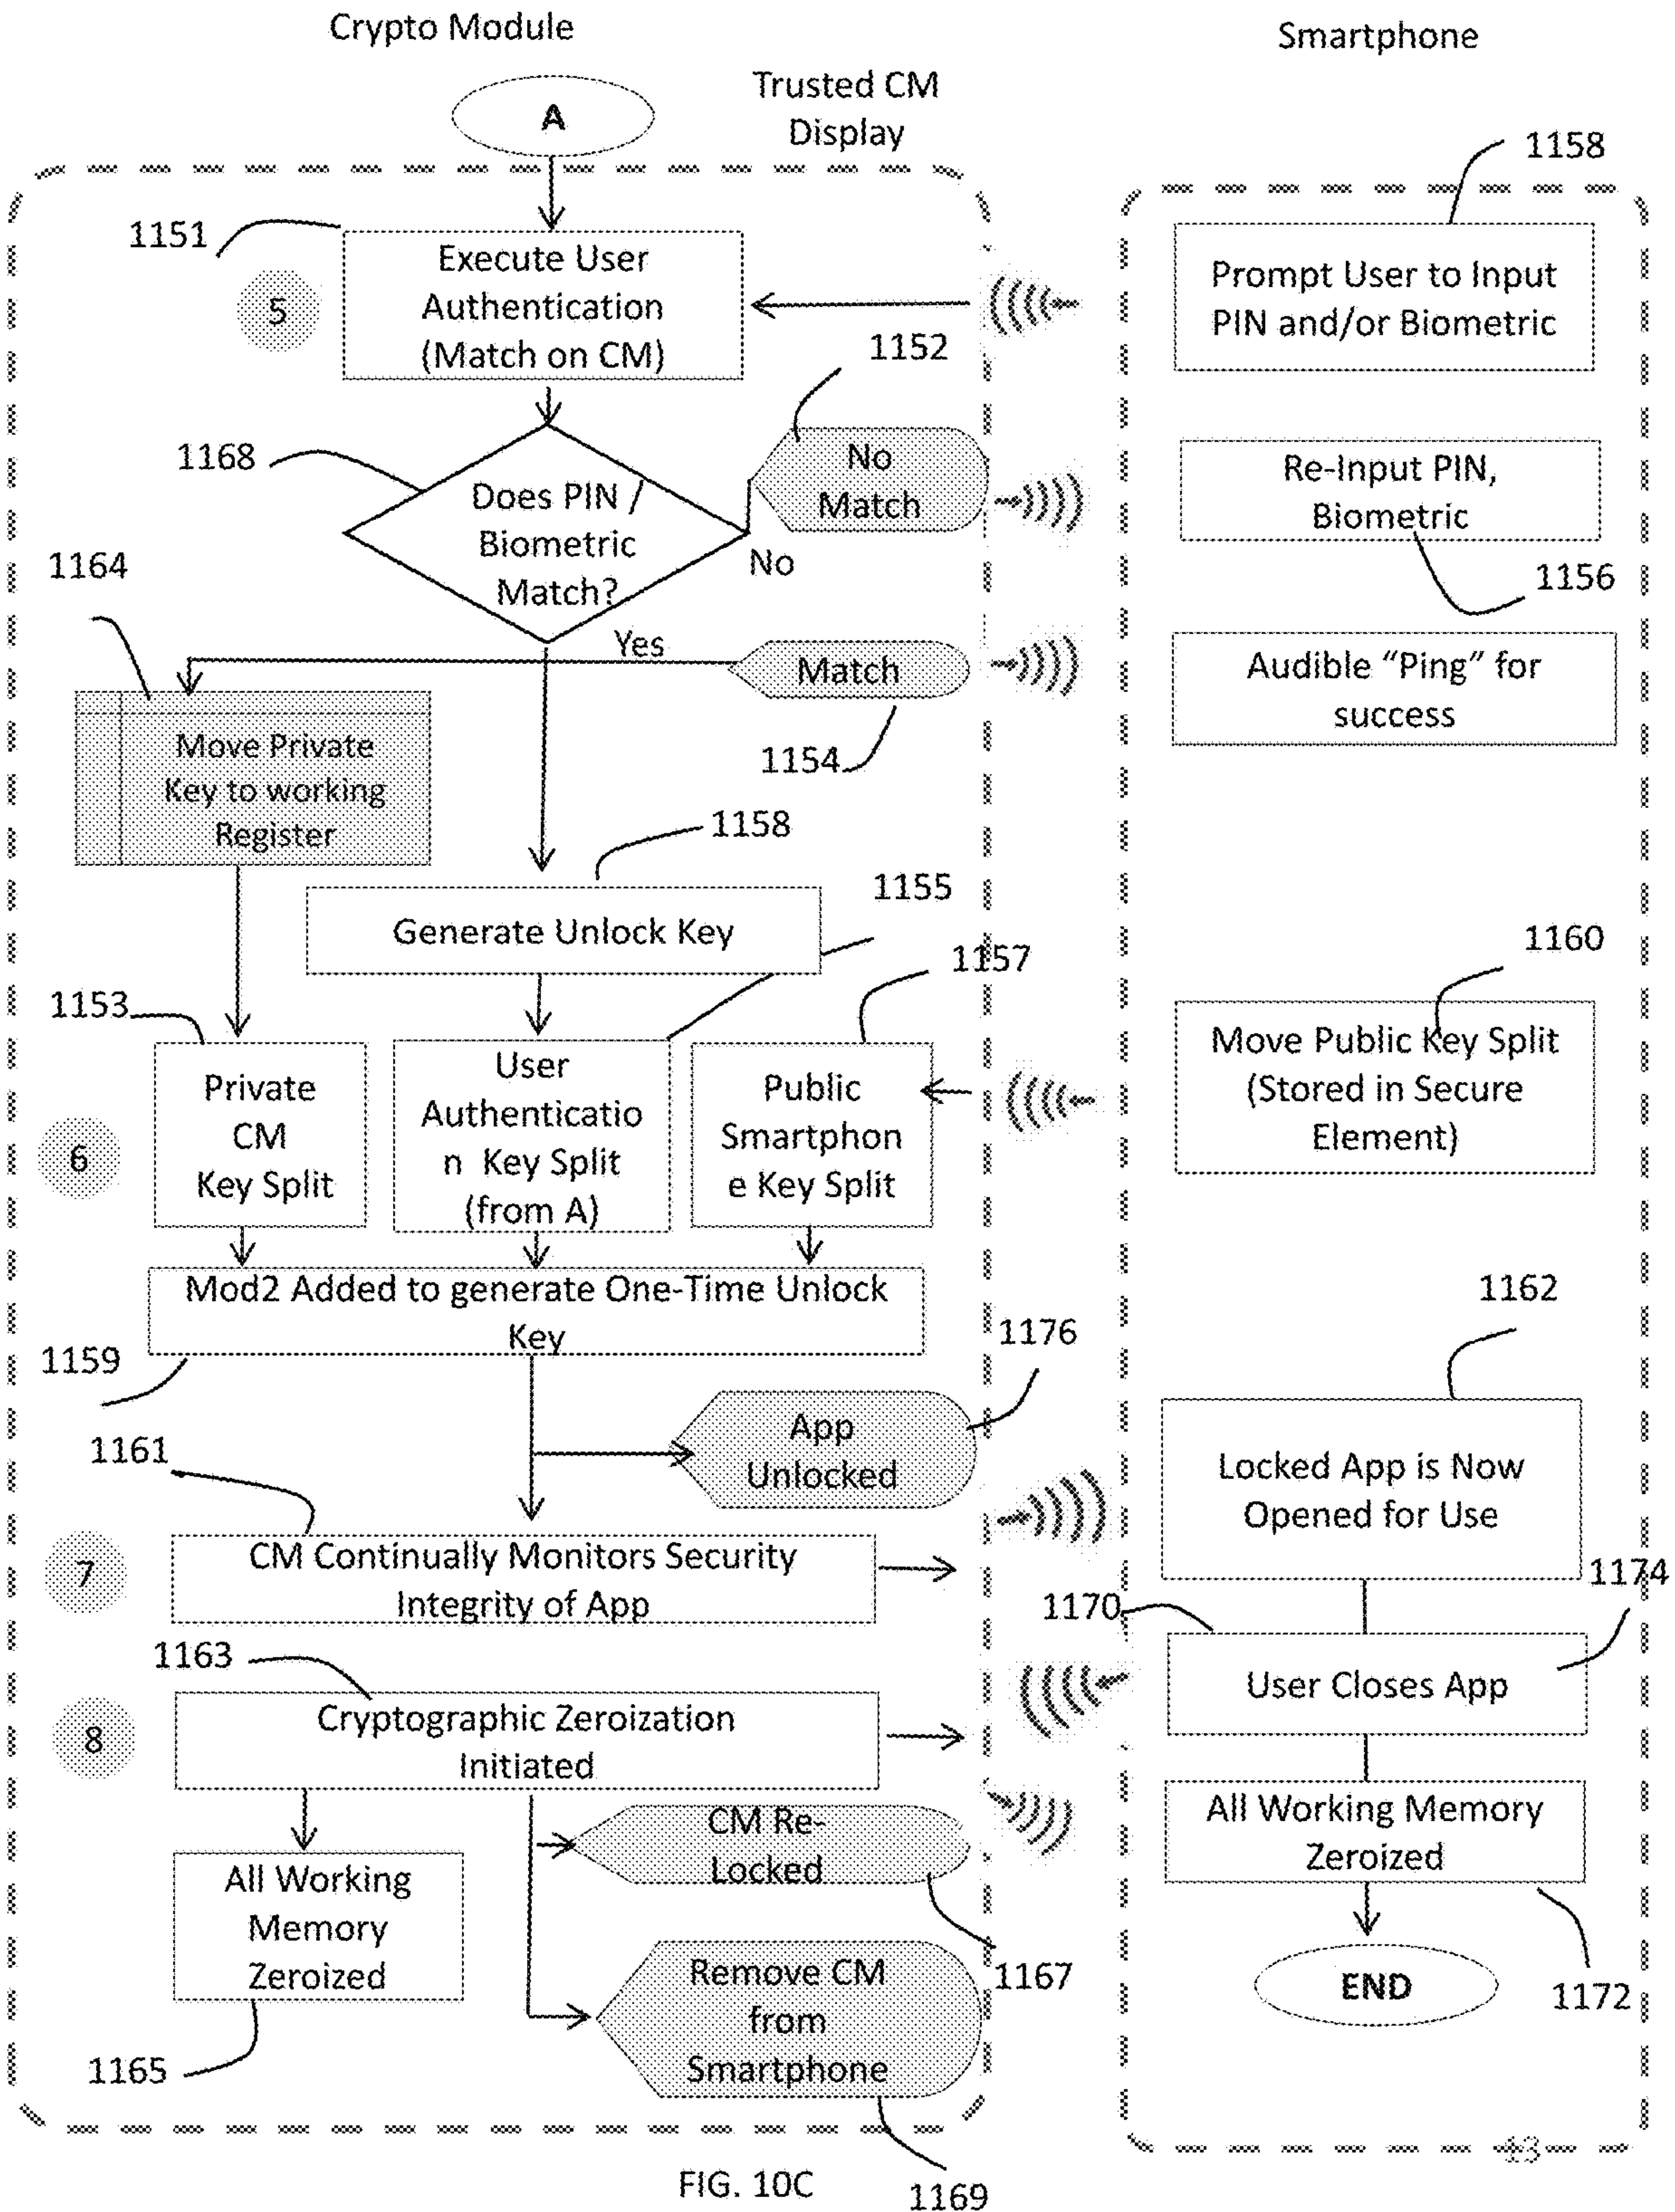 Crypto Module
Smartphone
A
Trusted CM
Display
1158
1151
5
Execute User
Authentication
(Match on CM)
Prompt User to Input
PIN and/or Biometric
1152
1168
No
Match
Does PIN /
Biometric
Match?
No
Re-Input PIN,
Biometric
1156
1164
Yes
Match
Audible "Ping" for
success
1154
Move Private
Key to working
Register
1158
1155
Generate Unlock Key
1157
1160
1153
Private
CM
Key Split
User
Authenticatio
n Key Split
(from A)
Public
Smartphon
e Key Split
Move Public Key Split
(Stored in Secure
Element)
6
Mod2 Added to generate One-Time Unlock
Key
1162
1159
1176
App
Unlocked
1161
Locked App is Now
Opened for Use
7
CM Continually Monitors Security
Integrity of App
1174
1170
1163
User Closes App
8
Cryptographic Zeroization
Initiated
All Working Memory
Zeroized
CM Re-
Locked
All Working
Memory
Zeroized
1167
Remove CM
from
Smartphone
END
1172
1165
13
FIG. 10C
1169